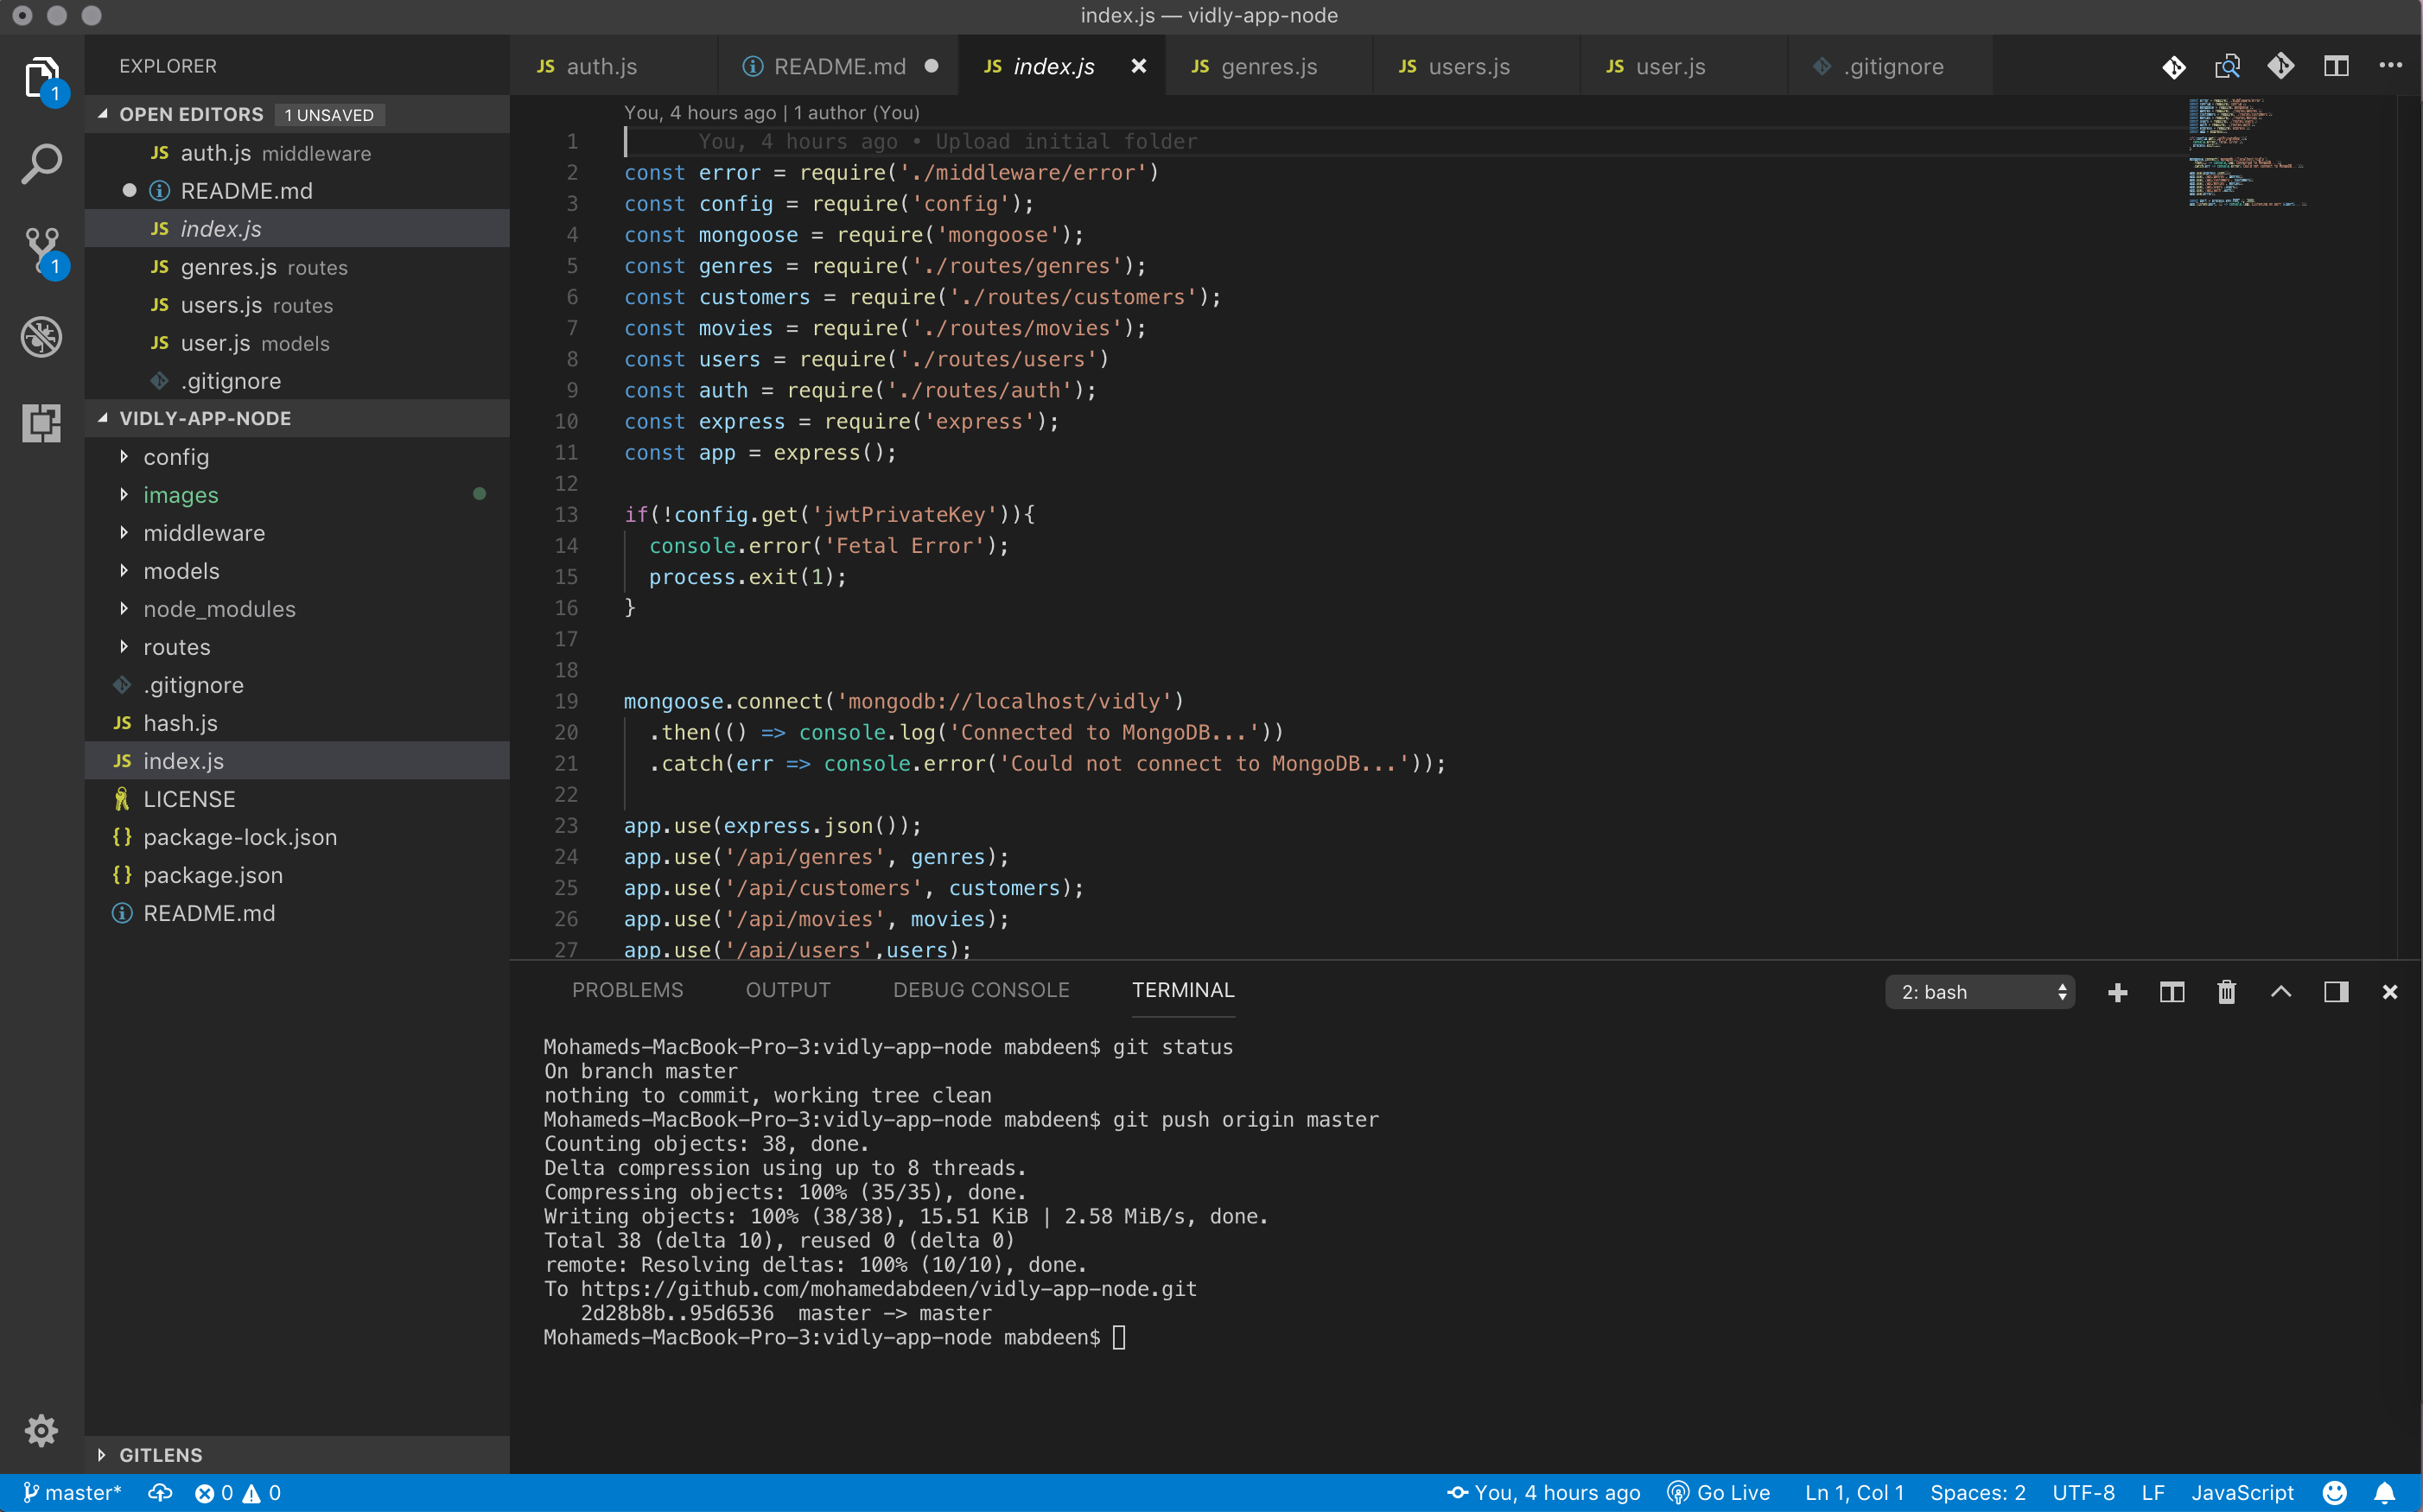 index.js — vidly-app-node
EXPLORER
OPEN EDITORS 1 UNSAVED
JS auth.js middleware
README.md
JS index.js
JS genres.js routes
JS users.js routes
JS user.js models
.gitignore
VIDLY-APP-NODE
config
images
middleware
models
node_modules
routes
.gitignore
JS hash.js
JS index.js
LICENSE
{} package-lock.json
{} package.json
README.md
GITLENS
1
1
JS auth.js
README.md
JS index.js
JS genres.js
JS users.js
JS user.js
.gitignore
You, 4 hours ago | 1 author (You)
1 You, 4 hours ago • Upload initial folder
2 const error = require('./middleware/error')
3 const config = require('config');
4 const mongoose = require('mongoose');
5 const genres = require('./routes/genres');
6 const customers = require('./routes/customers');
7 const movies = require('./routes/movies');
8 const users = require('./routes/users')
9 const auth = require('./routes/auth');
10 const express = require('express');
11 const app = express();
12
13 if(!config.get('jwtPrivateKey')){
14 console.error('Fetal Error');
15 process.exit(1);
16 }
17
18
19 mongoose.connect('mongodb://localhost/vidly')
20 .then(() => console.log('Connected to MongoDB...'))
21 .catch(err => console.error('Could not connect to MongoDB...'));
22
23 app.use(express.json());
24 app.use('/api/genres', genres);
25 app.use('/api/customers', customers);
26 app.use('/api/movies', movies);
27 app.use('/api/users',users);
PROBLEMS OUTPUT DEBUG CONSOLE TERMINAL 2: bash
Mohameds-MacBook-Pro-3:vidly-app-node mabdeen$ git status
On branch master
nothing to commit, working tree clean
Mohameds-MacBook-Pro-3:vidly-app-node mabdeen$ git push origin master
Counting objects: 38, done.
Delta compression using up to 8 threads.
Compressing objects: 100% (35/35), done.
Writing objects: 100% (38/38), 15.51 KiB | 2.58 MiB/s, done.
Total 38 (delta 10), reused 0 (delta 0)
remote: Resolving deltas: 100% (10/10), done.
To https://github.com/mohamedabdeen/vidly-app-node.git
2d28b8b..95d6536 master -> master
Mohameds-MacBook-Pro-3:vidly-app-node mabdeen$
master* 0 0 You, 4 hours ago Go Live Ln 1, Col 1 Spaces: 2 UTF-8 LF JavaScript